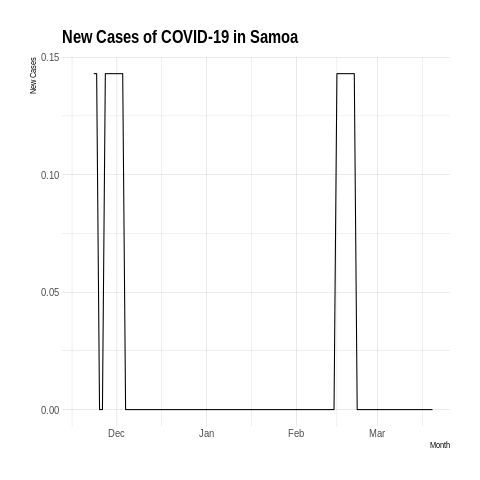 New Cases of COVID-19 in Samoa
New Cases
0.15
0.10
0.05
0.00
Dec Jan Feb Mar
Month